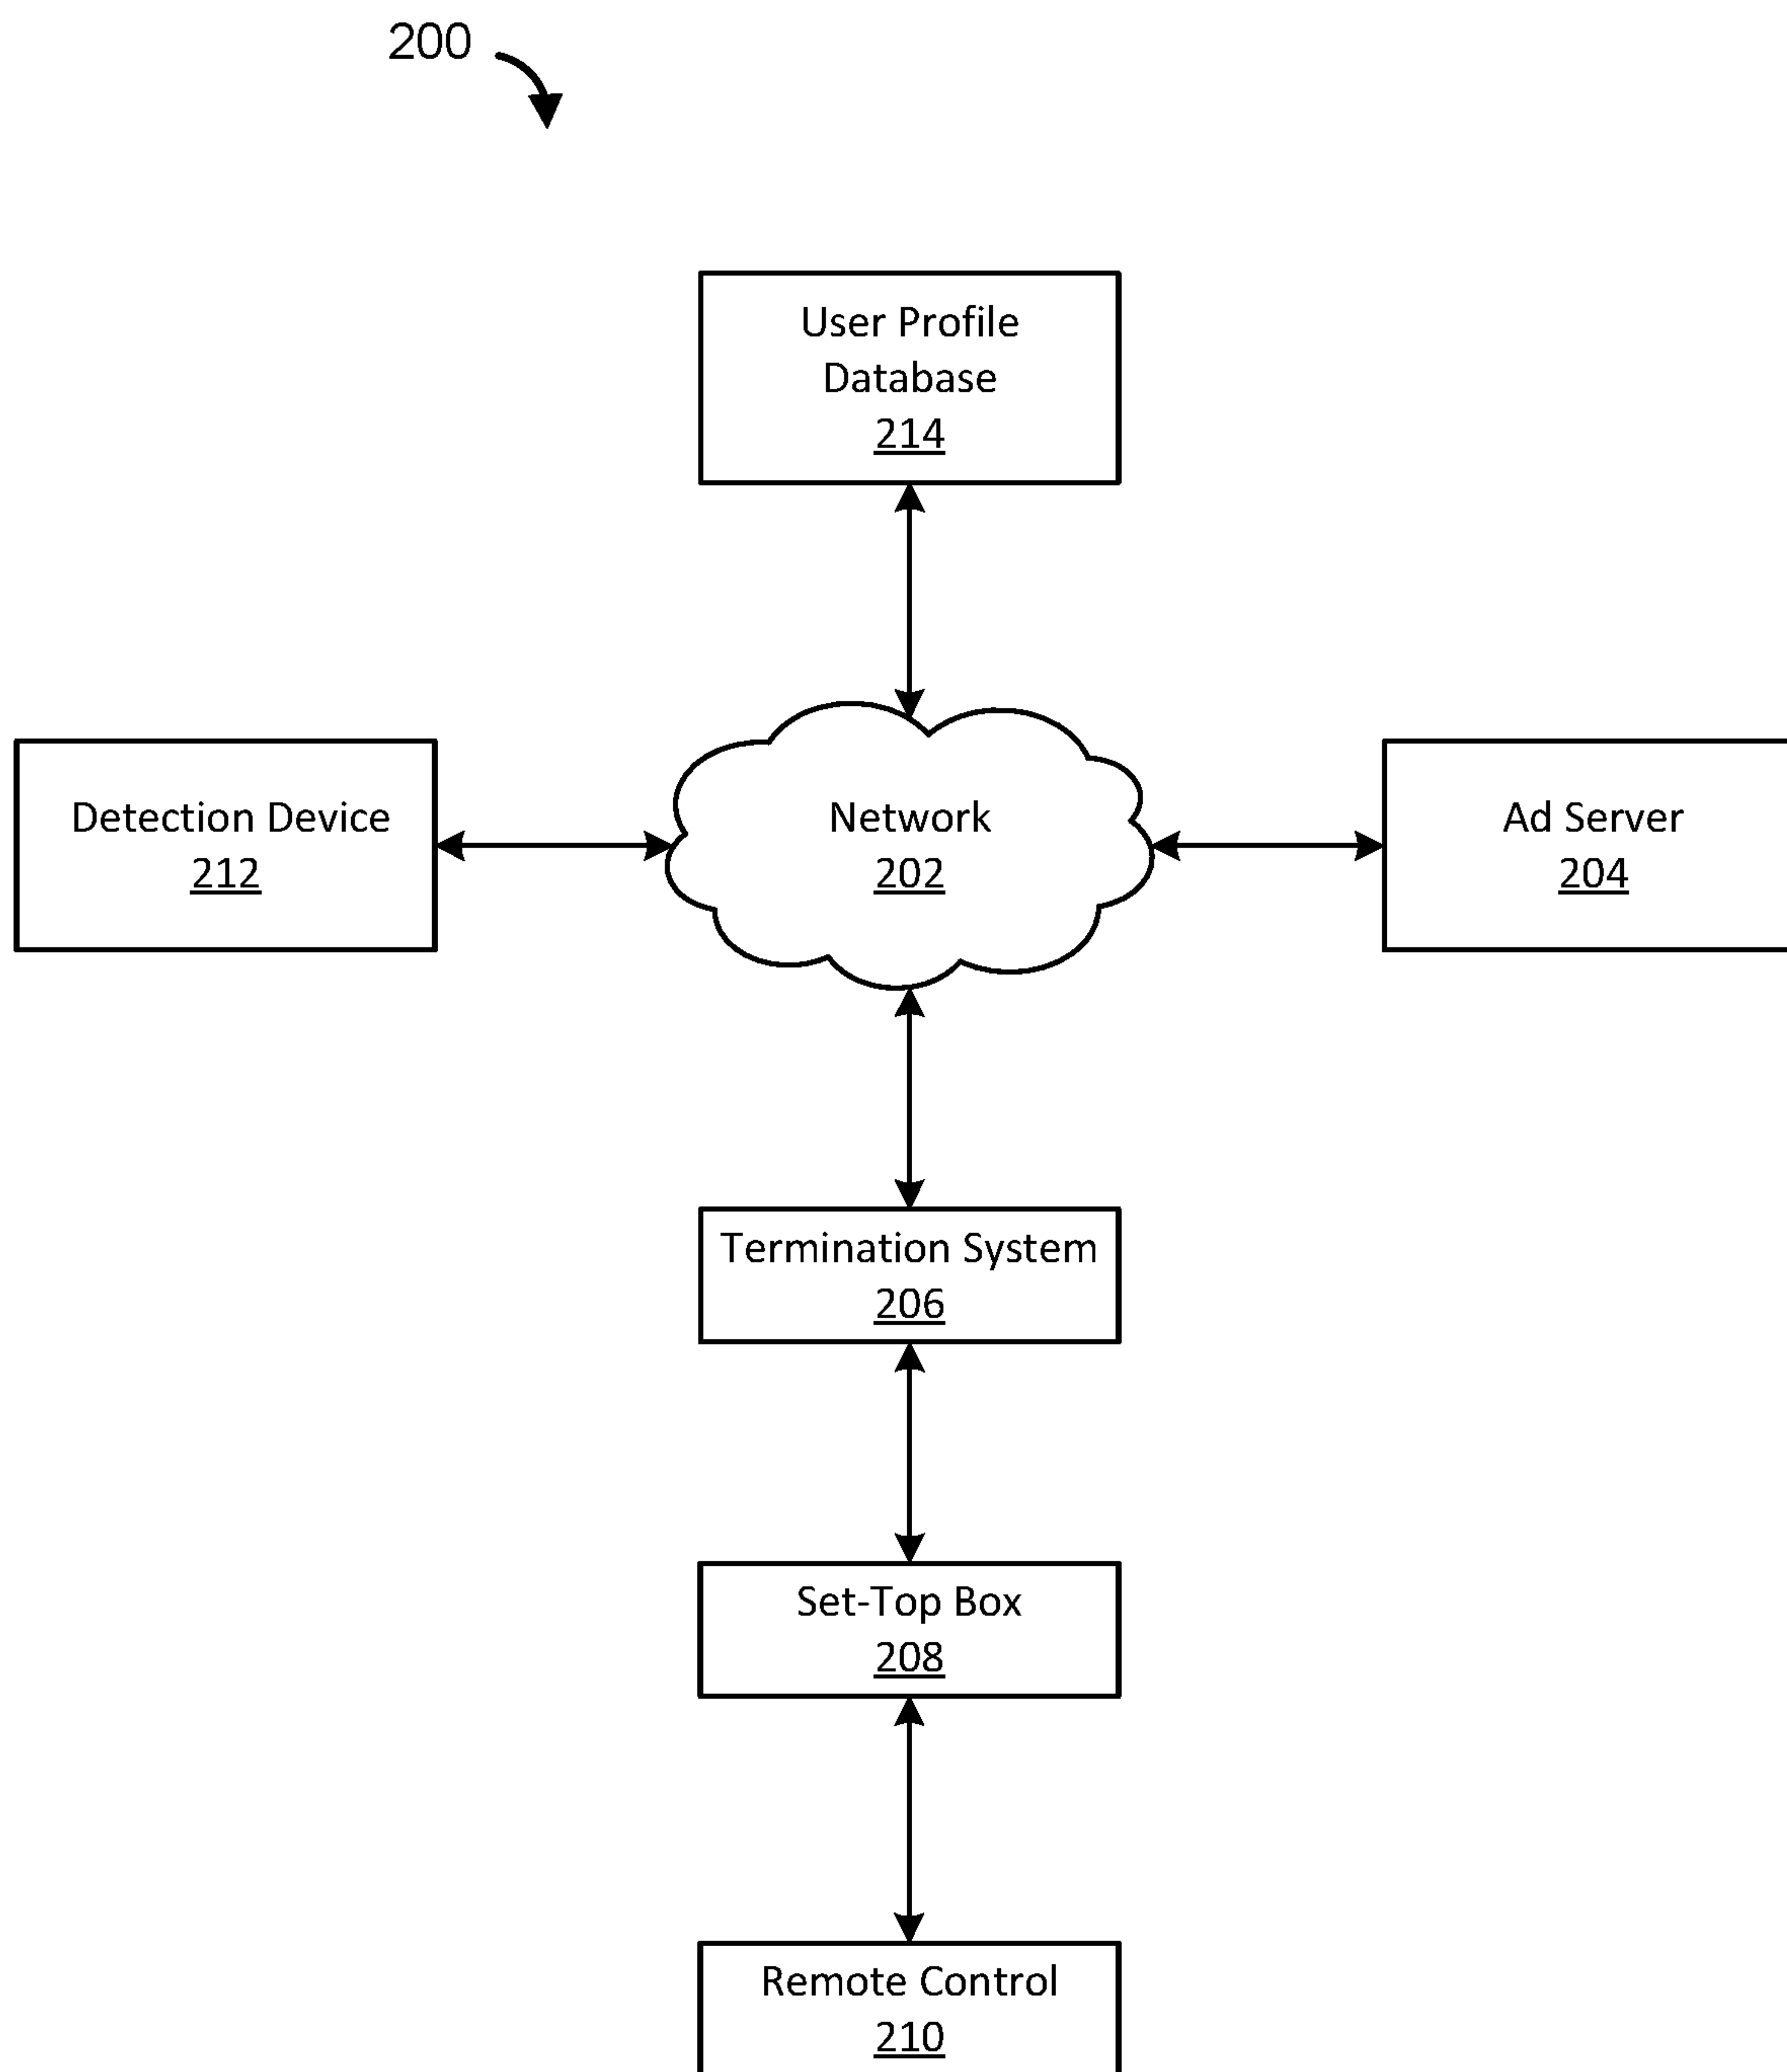 200
User Profile
Database
214
Detection Device
212
Network
202
Ad Server
204
Termination System
206
Set-Top Box
208
Remote Control
210